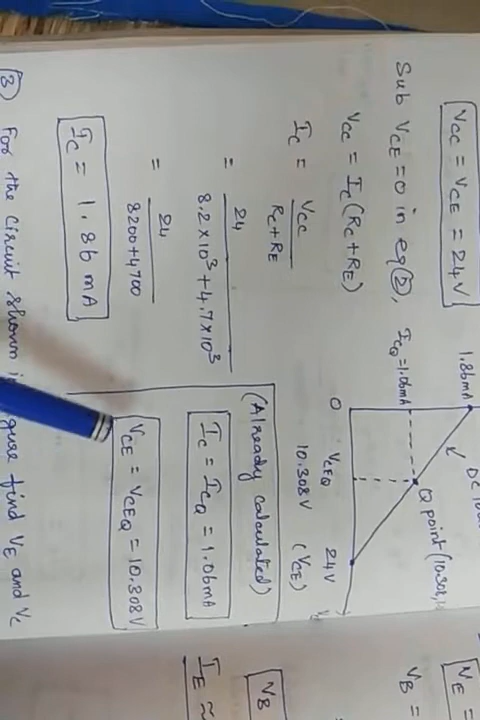 VCC = VCE = 24V
Sub VCE = 0 in eq ②,
VCC = IC (RC + RE)
IC = VCC / RC + RE
= 24 / 8.2 × 10³ + 4.7 × 10³
= 24 / 8200 + 4700
IC = 1.86 mA
1.86mA
DC
Q point (10.308,
ICQ = 1.06mA
0
VCEQ
24V
10.308V
(VCE)
(Already calculated)
IC = ICQ = 1.06mA
VCE = VCEQ = 10.308V
③ For the circuit shown find VE and VC
VE =
VB =
VB
IE ≈